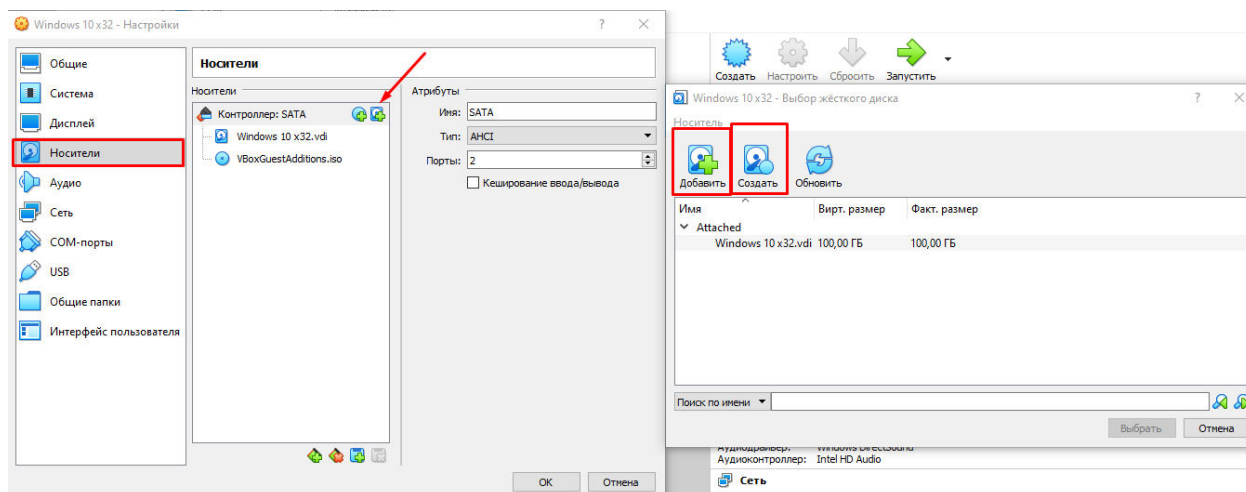 Windows 10 x32 - Настройки
?
Общие
Система
Дисплей
Носители
Аудио
Сеть
COM-порты
USB
Общие папки
Интерфейс пользователя
Носители
Носители
Контроллер: SATA
Windows 10 x32.vdi
VBoxGuestAdditions.iso
Атрибуты
Имя: SATA
Тип: AHCI
Порты: 2
Кеширование ввода/вывода
OK
Отмена
Создать
Настроить
Сбросить
Запустить
Windows 10 x32 - Выбор жёсткого диска
?
Носитель
Добавить
Создать
Обновить
Имя Вирт. размер Факт. размер
Attached
Windows 10 x32.vdi 100,00 ГБ 100,00 ГБ
Поиск по имени
Выбрать
Отмена
Аудиодрайвер: Windows DirectSound
Аудиоконтроллер: Intel HD Audio
Сеть